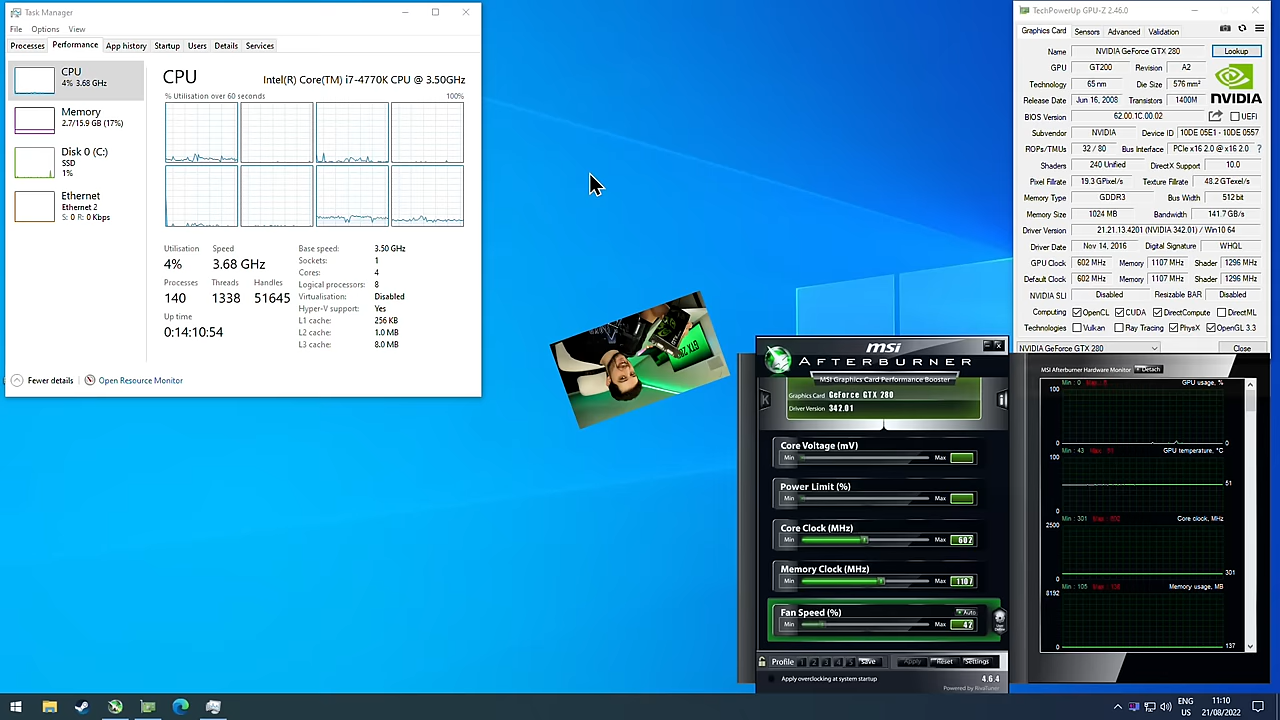 Task Manager
File Options View
Processes Performance App history Startup Users Details Services
CPU
4% 3.68 GHz
Memory
2.7/15.9 GB (17%)
Disk 0 (C:)
SSD
1%
Ethernet
Ethernet 2
S: 0 R: 0 Kbps
CPU Intel(R) Core(TM) i7-4770K CPU @ 3.50GHz
% Utilisation over 60 seconds 100%
Utilisation Speed
4% 3.68 GHz
Processes Threads Handles
140 1338 51645
Up time
0:14:10:54
Base speed: 3.50 GHz
Sockets: 1
Cores: 4
Logical processors: 8
Virtualisation: Disabled
Hyper-V support: Yes
L1 cache: 256 KB
L2 cache: 1.0 MB
L3 cache: 8.0 MB
Fewer details Open Resource Monitor
TechPowerUp GPU-Z 2.46.0
Graphics Card Sensors Advanced Validation
Name NVIDIA GeForce GTX 280 Lookup
GPU GT200 Revision A2
Technology 65 nm Die Size 576 mm²
Release Date Jun 16, 2008 Transistors 1400M
NVIDIA
BIOS Version 62.00.1C.00.02 UEFI
Subvendor NVIDIA Device ID 10DE 05E1 - 10DE 0557
ROPs/TMUs 32 / 80 Bus Interface PCIe x16 2.0 @ x16 2.0 ?
Shaders 240 Unified DirectX Support 10.0
Pixel Fillrate 19.3 GPixel/s Texture Fillrate 48.2 GTexel/s
Memory Type GDDR3 Bus Width 512 bit
Memory Size 1024 MB Bandwidth 141.7 GB/s
Driver Version 21.21.13.4201 (NVIDIA 342.01) / Win10 64
Driver Date Nov 14, 2016 Digital Signature WHQL
GPU Clock 602 MHz Memory 1107 MHz Shader 1296 MHz
Default Clock 602 MHz Memory 1107 MHz Shader 1296 MHz
NVIDIA SLI Disabled Resizable BAR Disabled
Computing OpenCL CUDA DirectCompute DirectML
Technologies Vulkan Ray Tracing PhysX OpenGL 3.3
NVIDIA GeForce GTX 280 Close
msi
AFTERBURNER
MSI Graphics Card Performance Booster
Graphics Card GeForce GTX 280
Driver Version 342.01
Core Voltage (mV)
Min Max
Power Limit (%)
Min Max
Core Clock (MHz)
Min Max 602
Memory Clock (MHz)
Min Max 1107
Fan Speed (%) Auto
Min Max 42
Profile 1 2 3 4 5 Save Apply Reset Settings
Apply overclocking at system startup 4.6.4
Powered by RivaTuner
MSI Afterburner Hardware Monitor Detach
Min : 0 GPU usage, %
100
0 0
Min : 43 GPU temperature, °C
100
51
0
Min : 301 Core clock, MHz
2500
301
0
Min : 105 Memory usage, MB
8192
137
0
ENG
US
11:10
21/08/2022